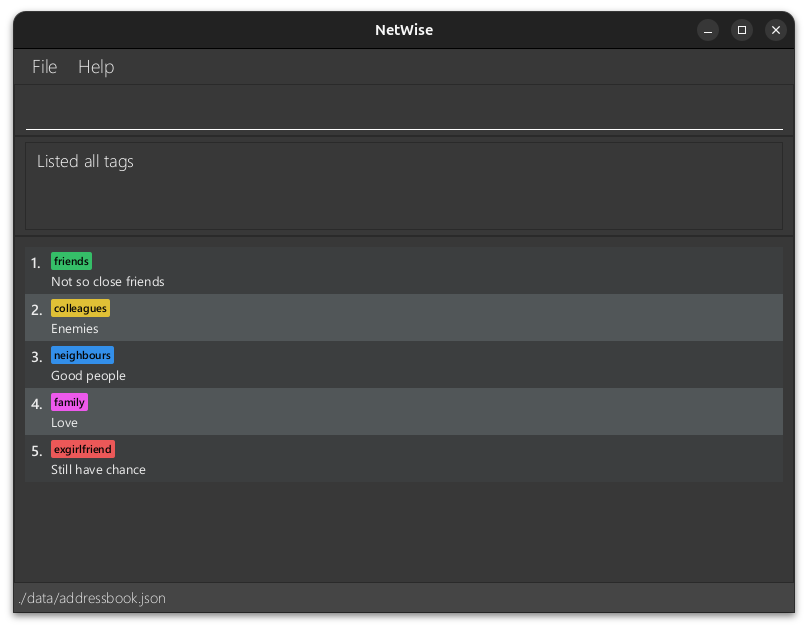 NetWise
File Help
Listed all tags
1. friends
Not so close friends
2. colleagues
Enemies
3. neighbours
Good people
4. family
Love
5. exgirlfriend
Still have chance
./data/addressbook.json